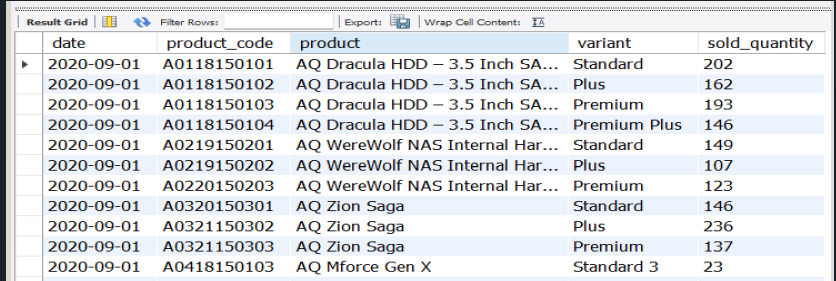 Result Grid Filter Rows: Export: Wrap Cell Content: IA
date product_code product variant sold_quantity
2020-09-01 A0118150101 AQ Dracula HDD – 3.5 Inch SA... Standard 202
2020-09-01 A0118150102 AQ Dracula HDD – 3.5 Inch SA... Plus 162
2020-09-01 A0118150103 AQ Dracula HDD – 3.5 Inch SA... Premium 193
2020-09-01 A0118150104 AQ Dracula HDD – 3.5 Inch SA... Premium Plus 146
2020-09-01 A0219150201 AQ WereWolf NAS Internal Har... Standard 149
2020-09-01 A0219150202 AQ WereWolf NAS Internal Har... Plus 107
2020-09-01 A0220150203 AQ WereWolf NAS Internal Har... Premium 123
2020-09-01 A0320150301 AQ Zion Saga Standard 146
2020-09-01 A0321150302 AQ Zion Saga Plus 236
2020-09-01 A0321150303 AQ Zion Saga Premium 137
2020-09-01 A0418150103 AQ Mforce Gen X Standard 3 23